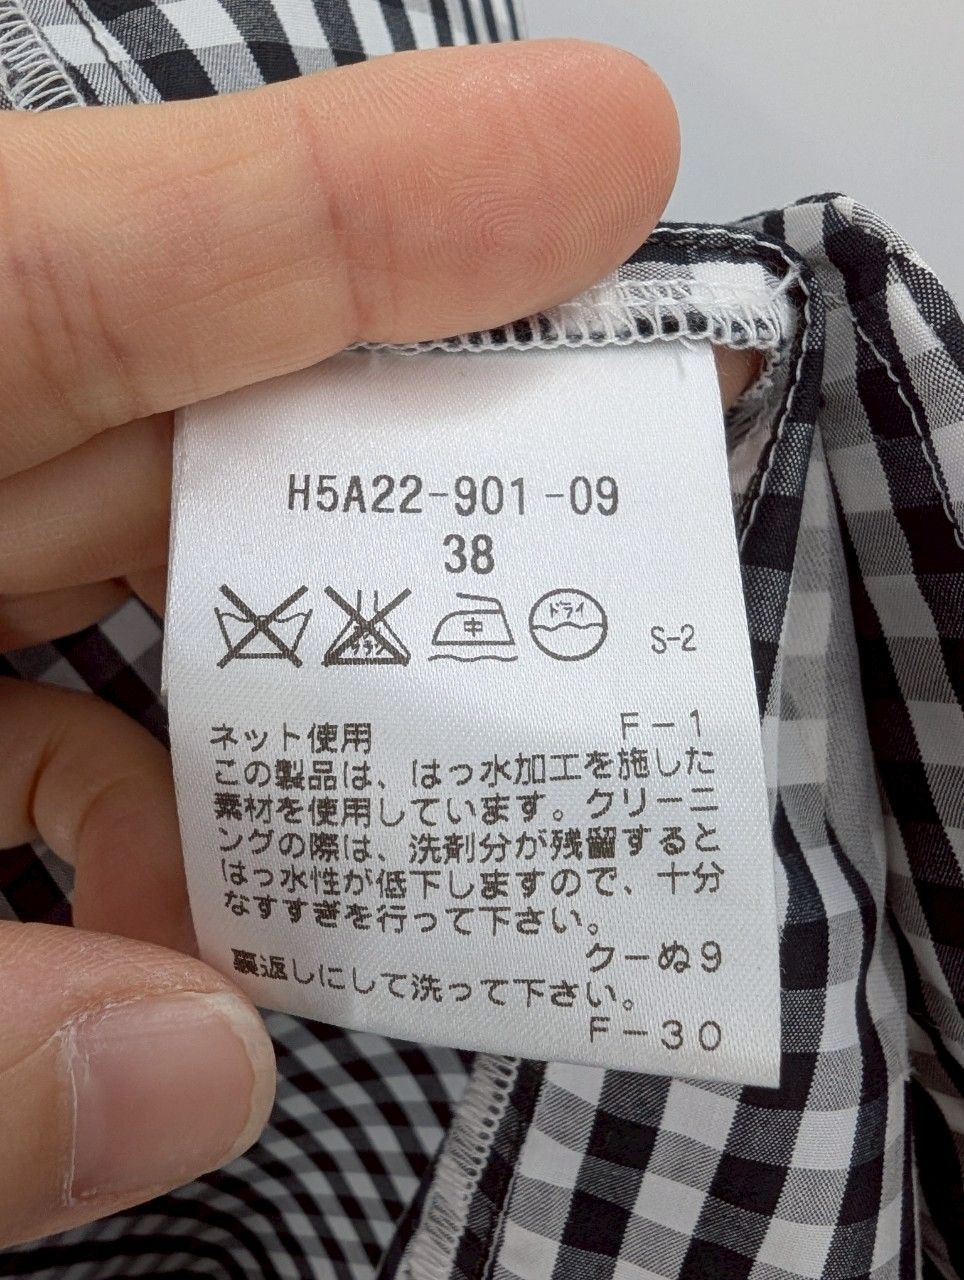 H5A22-901-09
38
中
ドライ
S-2
F-1
ネット使用
この製品は、はっ水加工を施した
素材を使用しています。クリーニ
ングの際は、洗剤分が残留すると
はっ水性が低下しますので、十分
なすすぎを行って下さい。
クーぬ9
裏返しにして洗って下さい。
F-30